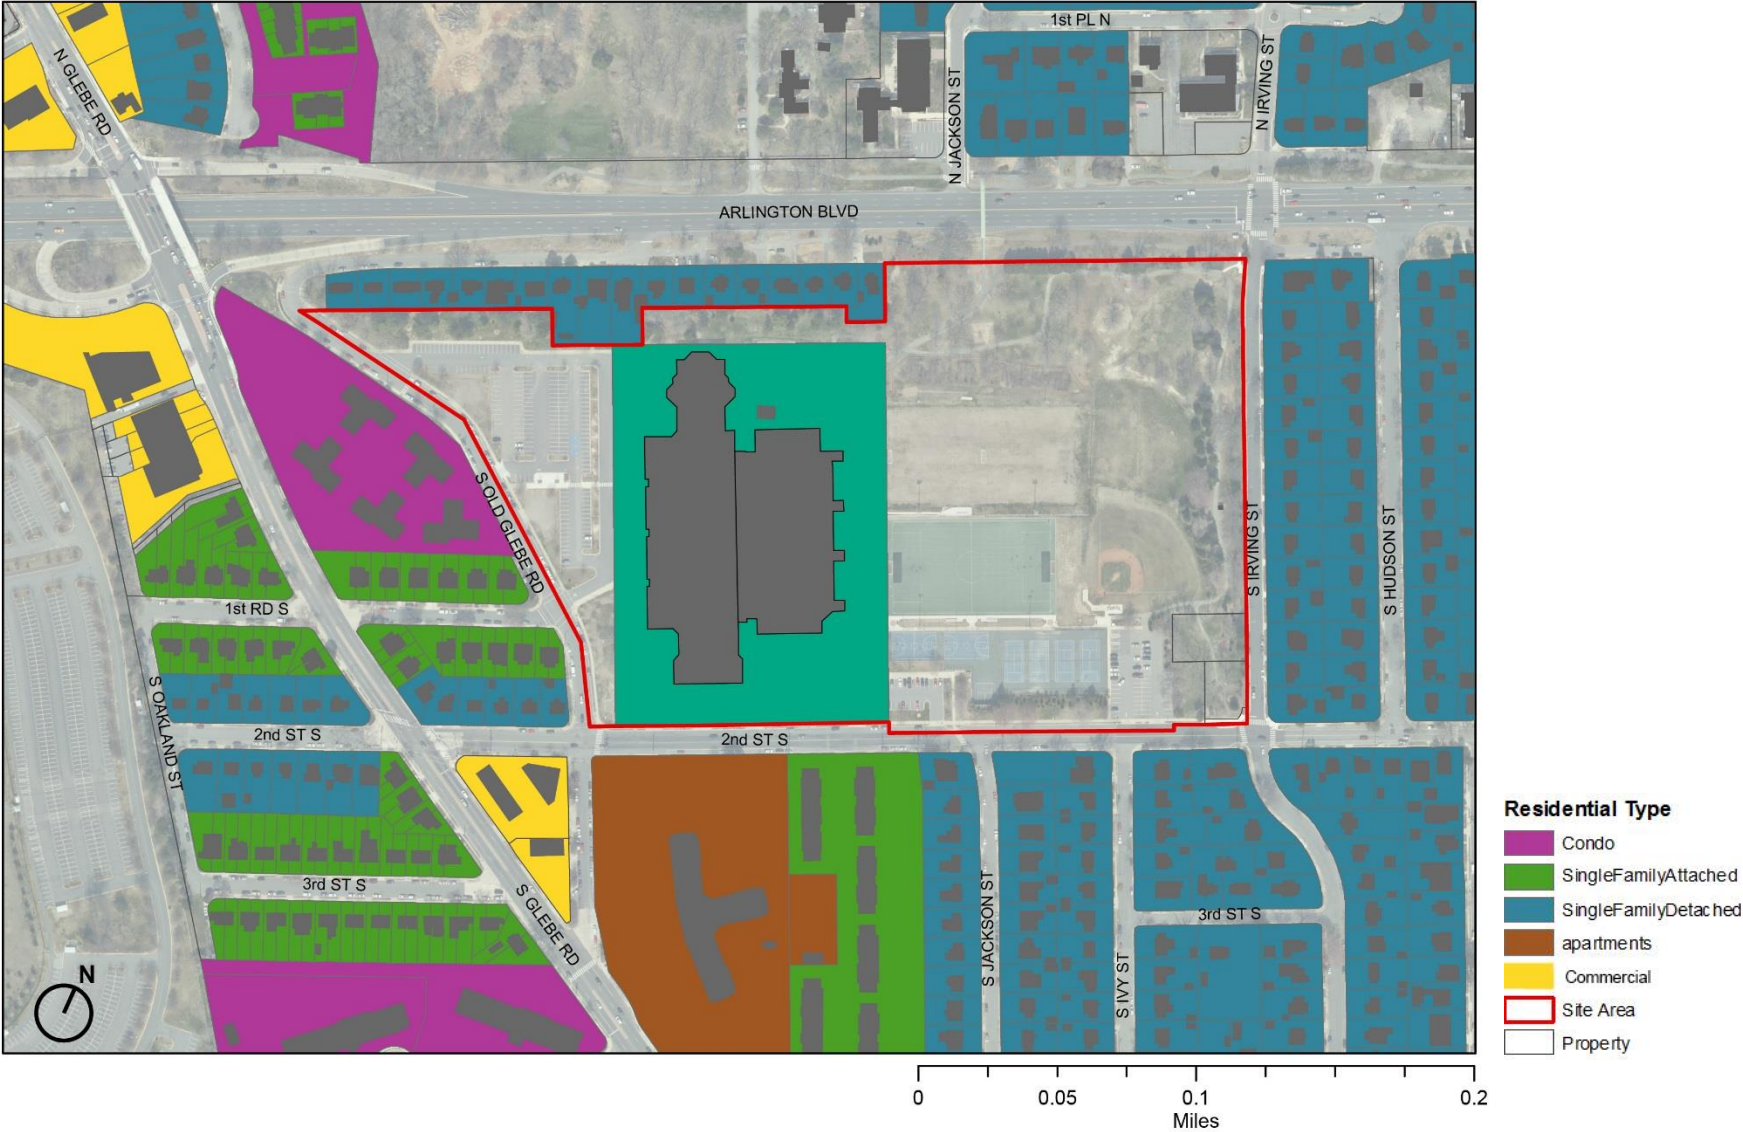 1st PL N
N GLEBE RD
N JACKSON ST
N IRVING ST
ARLINGTON BLVD
S OLD GLEBE RD
S IRVING ST
S HUDSON ST
1st RD S
S OAKLAND ST
2nd ST S
2nd ST S
3rd ST S
S GLEBE RD
S JACKSON ST
S IVY ST
3rd ST S
N
Residential Type
Condo
SingleFamilyAttached
SingleFamilyDetached
apartments
Commercial
Site Area
Property
0 0.05 0.1 0.2
Miles